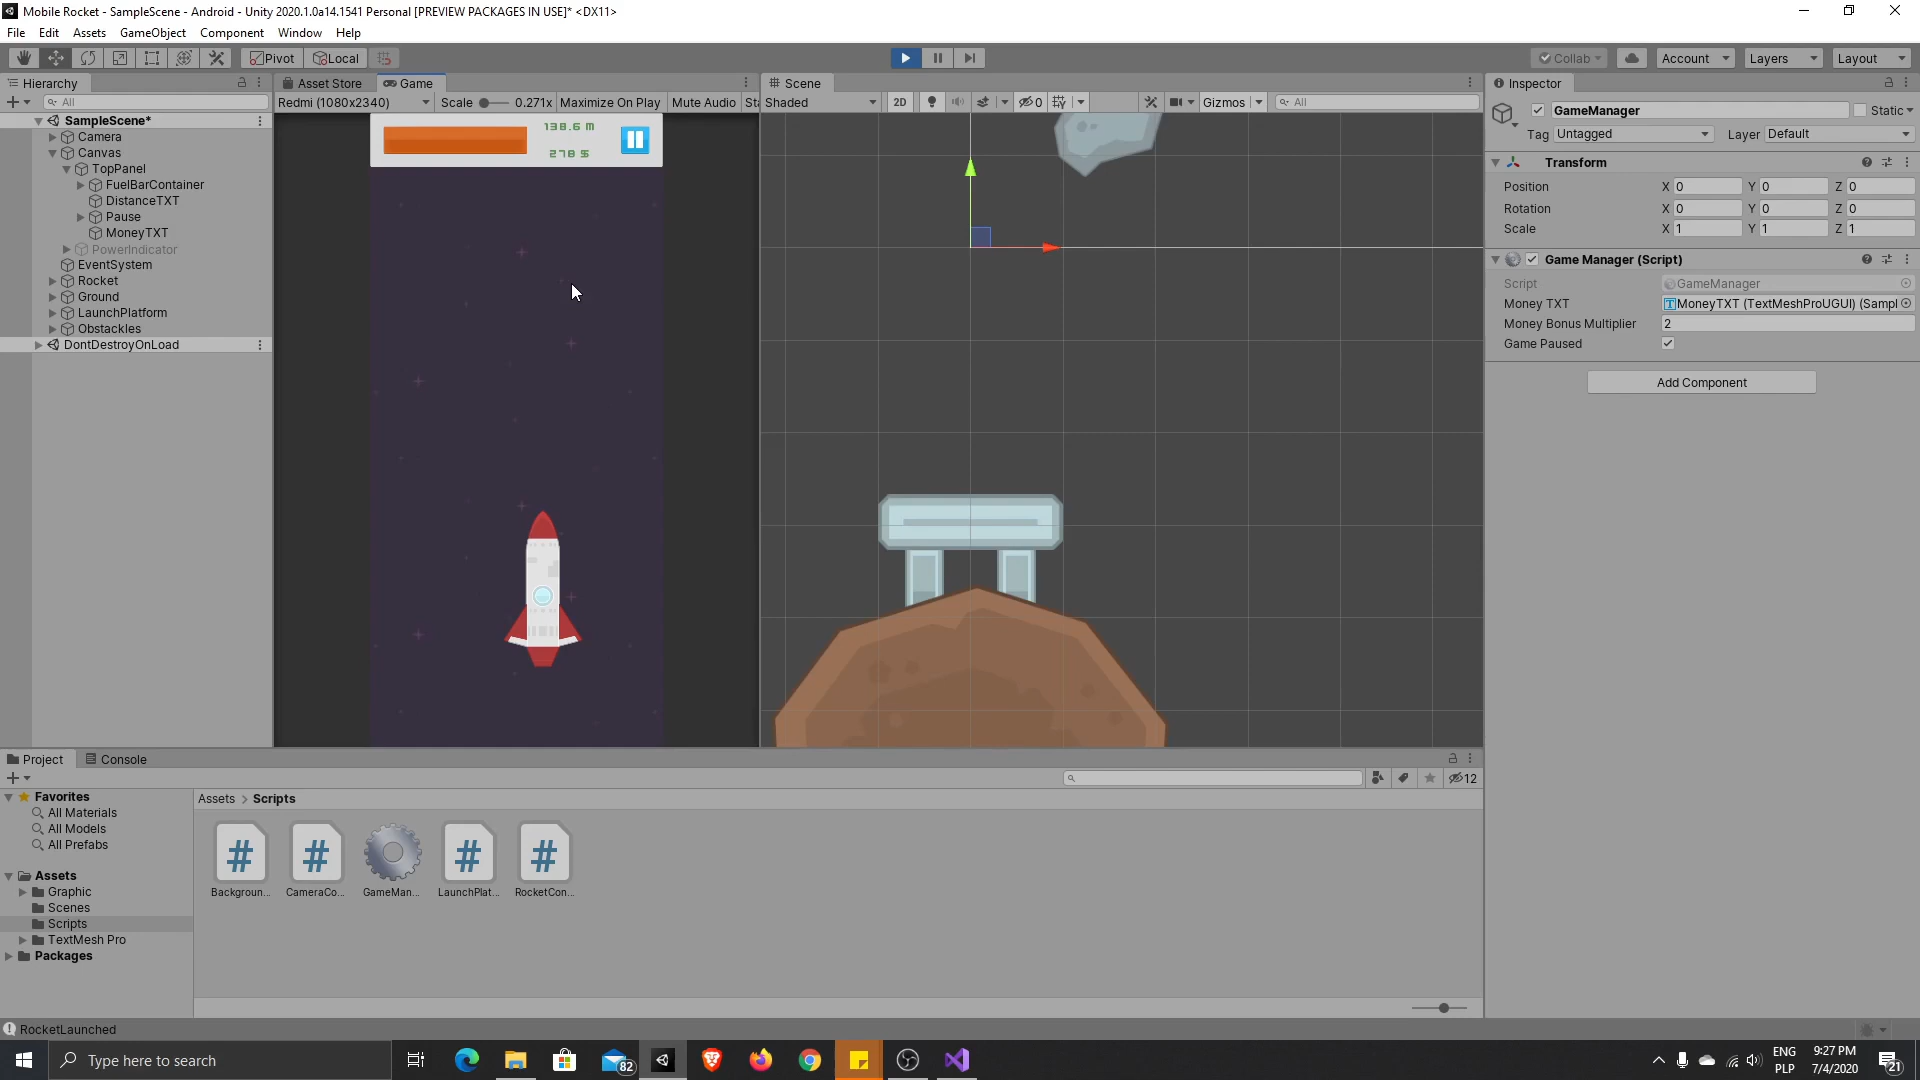 Mobile Rocket - SampleScene - Android - Unity 2020.1.0a14.1541 Personal [PREVIEW PACKAGES IN USE]* <DX11>
File Edit Assets GameObject Component Window Help
Pivot Local Collab Account Layers Layout
Hierarchy Asset Store Game Scene Inspector
All Redmi (1080x2340) Scale 0.271x Maximize On Play Mute Audio Sta Shaded 2D 0 Gizmos All
GameManager Static
Tag Untagged Layer Default
SampleScene*
Camera
Canvas
TopPanel
FuelBarContainer
DistanceTXT
Pause
MoneyTXT
PowerIndicator
EventSystem
Rocket
Ground
LaunchPlatform
Obstackles
DontDestroyOnLoad
138.6 m
278 $
Transform
Position X 0 Y 0 Z 0
Rotation X 0 Y 0 Z 0
Scale X 1 Y 1 Z 1
Game Manager (Script)
Script GameManager
Money TXT MoneyTXT (TextMeshProUGUI) (Sampl
Money Bonus Multiplier 2
Game Paused
Add Component
Project Console
12
Favorites
All Materials
All Models
All Prefabs
Assets
Graphic
Scenes
Scripts
TextMesh Pro
Packages
Assets > Scripts
# # # #
Backgroun... CameraCo... GameMan... LaunchPlat... RocketCon...
RocketLaunched
Type here to search
82
ENG
PLP
9:27 PM
7/4/2020
21